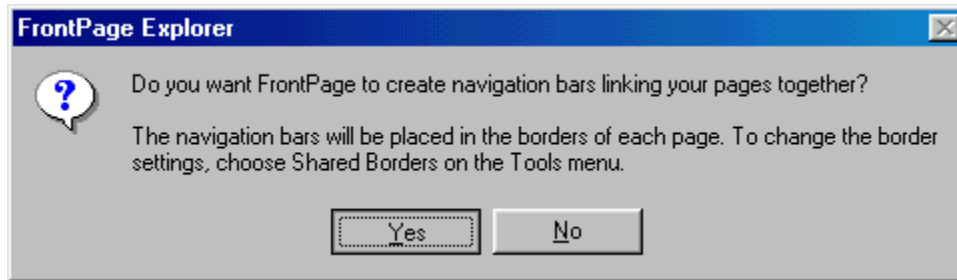 FrontPage Explorer
Do you want FrontPage to create navigation bars linking your pages together?
The navigation bars will be placed in the borders of each page. To change the border
settings, choose Shared Borders on the Tools menu.
Yes
No